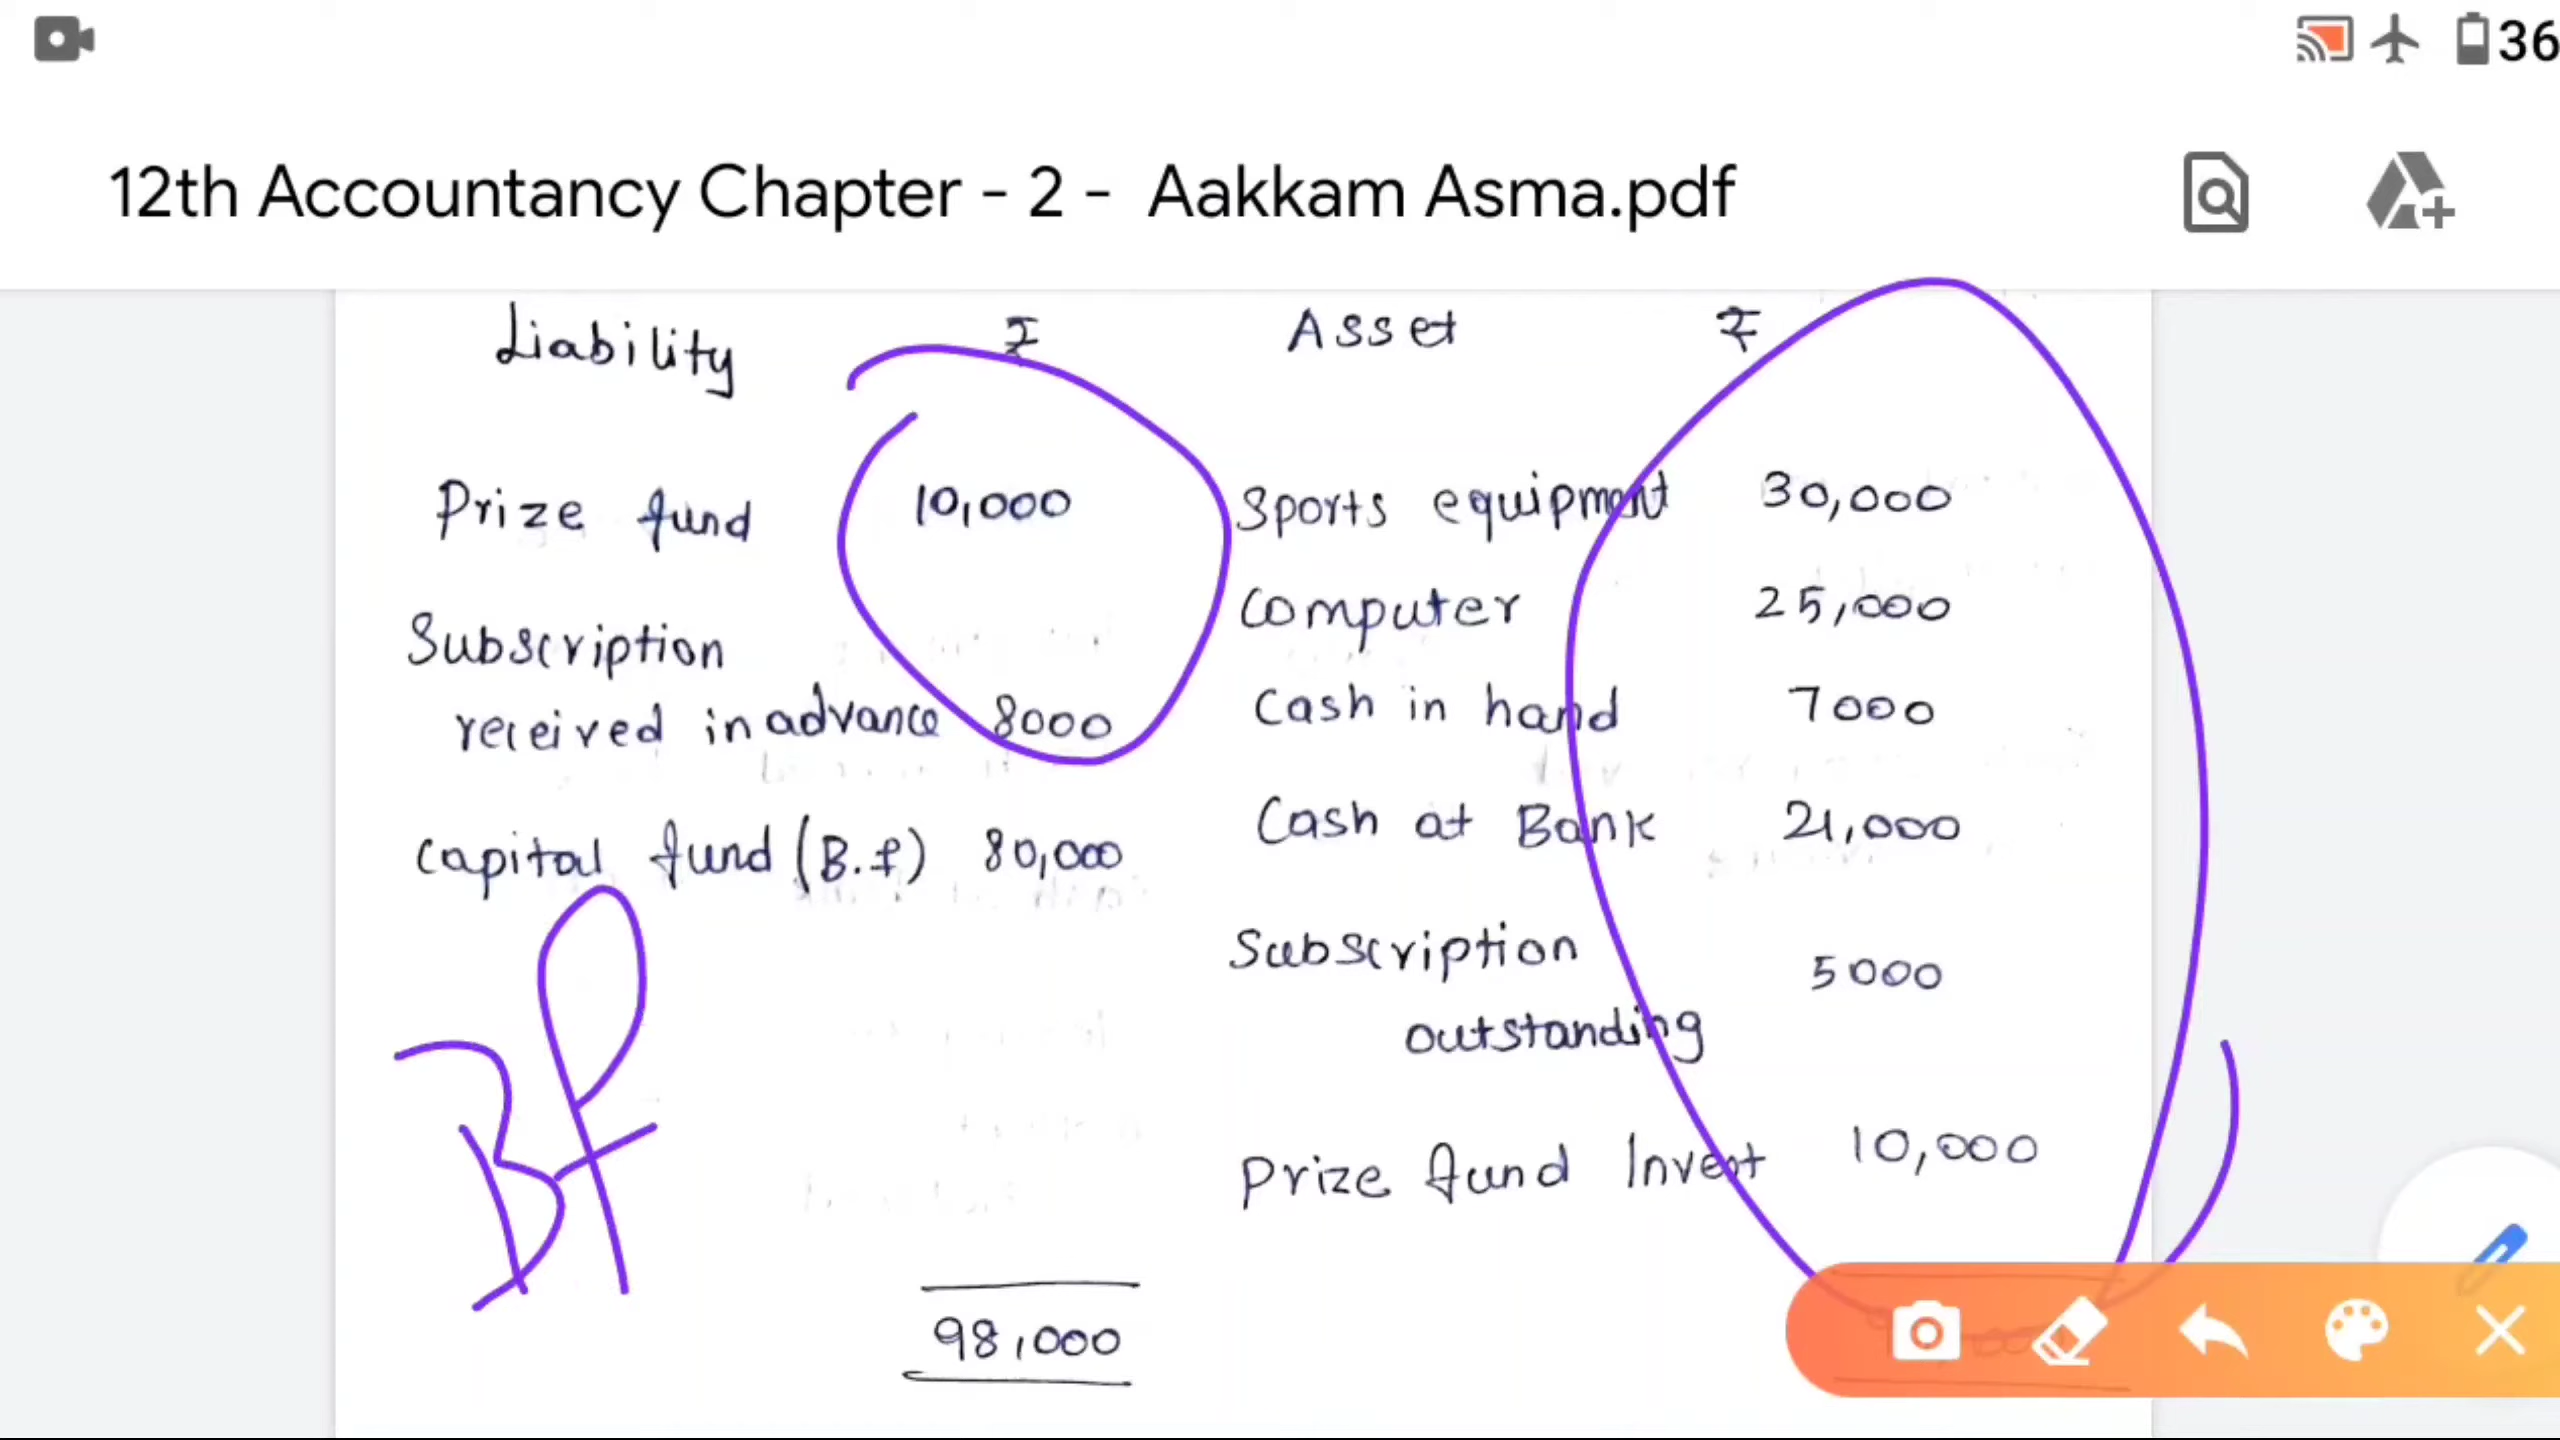 36
12th Accountancy Chapter - 2 - Aakkam Asma.pdf
Liability ₹ Asset ₹
Prize fund 10,000 Sports equipment 30,000
Computer 25,000
Subscription
received in advance 8000 Cash in hand 7000
Capital fund (B.f) 80,000 Cash at Bank 21,000
Subscription
outstanding 5000
Prize fund Invest 10,000
Bf
98,000